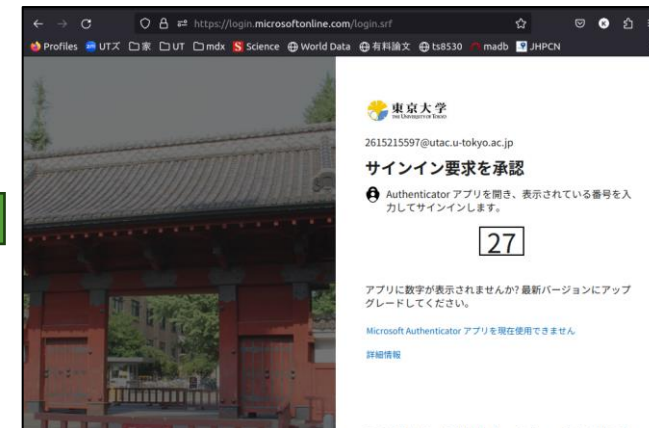 https://login.microsoftonline.com/login.srf
Profiles UTズ 家 UT mdx Science World Data 有料論文 ts8530 madb JHPCN
東京大学
THE UNIVERSITY OF TOKYO
2615215597@utac.u-tokyo.ac.jp
サインイン要求を承認
Authenticator アプリを開き、表示されている番号を入
力してサインインします。
27
アプリに数字が表示されませんか? 最新バージョンにアップ
グレードしてください。
Microsoft Authenticator アプリを現在使用できません
詳細情報